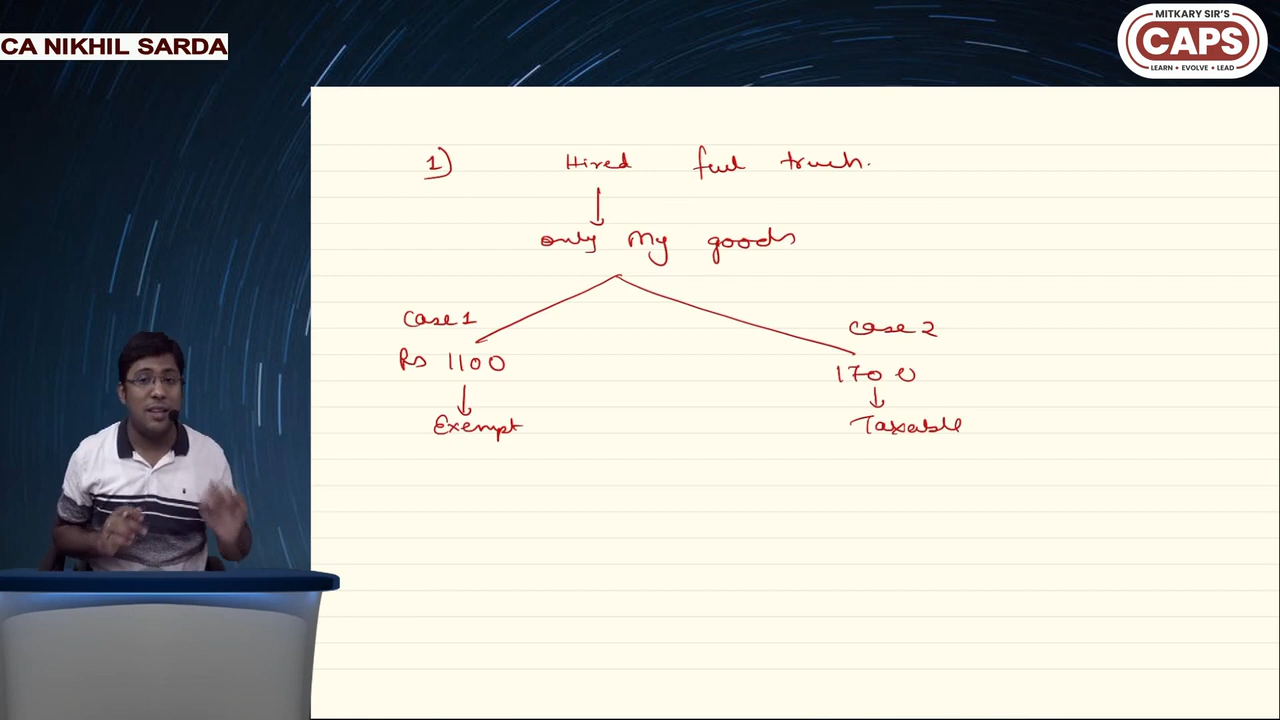 CA NIKHIL SARDA
MITKARY SIR'S
CAPS
LEARN • EVOLVE • LEAD
1) Hired full truck.
only My goods
Case 1
Rs 1100
Exempt
Case 2
1700
Taxable